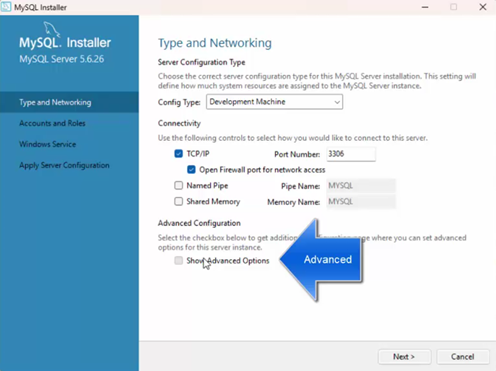 MySQL Installer
MySQL. Installer
MySQL Server 5.6.26
Type and Networking
Accounts and Roles
Windows Service
Apply Server Configuration
Type and Networking
Server Configuration Type
Choose the correct server configuration type for this MySQL Server installation. This setting will
define how much system resources are assigned to the MySQL Server instance.
Config Type: Development Machine
Connectivity
Use the following controls to select how you would like to connect to this server.
TCP/IP Port Number: 3306
Open Firewall port for network access
Named Pipe Pipe Name: MYSQL
Shared Memory Memory Name: MYSQL
Advanced Configuration
Select the checkbox below to get page where you can set advanced
options for this server instance.
Show Advanced Options
Advanced
Next >
Cancel